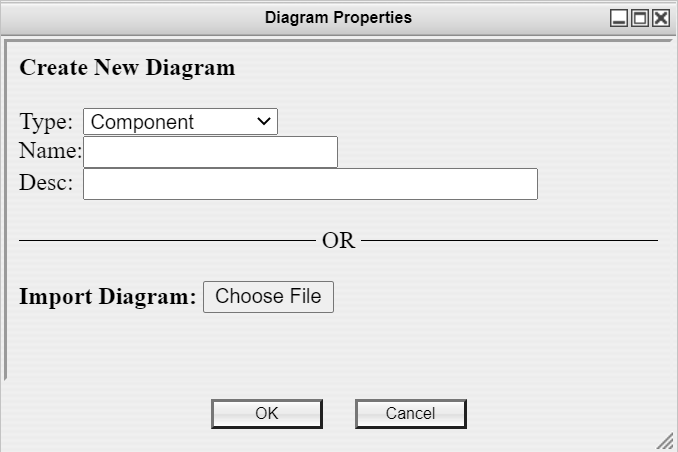 Diagram Properties
Create New Diagram
Type: Component
Name:
Desc:
OR
Import Diagram: Choose File
OK Cancel